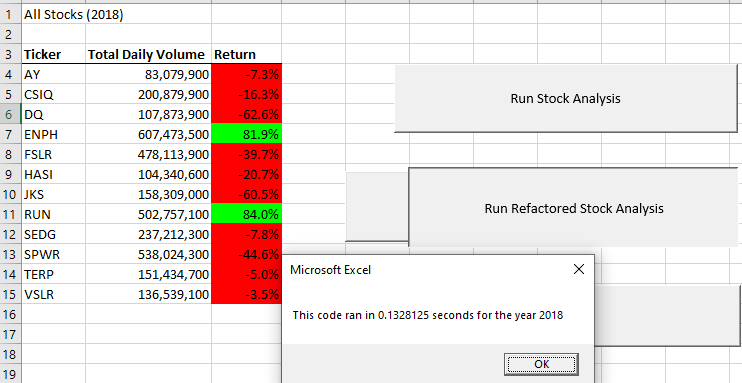 1 All Stocks (2018)
2
3 Ticker Total Daily Volume Return
4 AY 83,079,900 -7.3%
5 CSIQ 200,879,900 -16.3%
6 DQ 107,873,900 -62.6%
7 ENPH 607,473,500 81.9%
8 FSLR 478,113,900 -39.7%
9 HASI 104,340,600 -20.7%
10 JKS 158,309,000 -60.5%
11 RUN 502,757,100 84.0%
12 SEDG 237,212,300 -7.8%
13 SPWR 538,024,300 -44.6%
14 TERP 151,434,700 -5.0%
15 VSLR 136,539,100 -3.5%
16
17
18
19
Run Stock Analysis
Run Refactored Stock Analysis
Microsoft Excel
This code ran in 0.1328125 seconds for the year 2018
OK